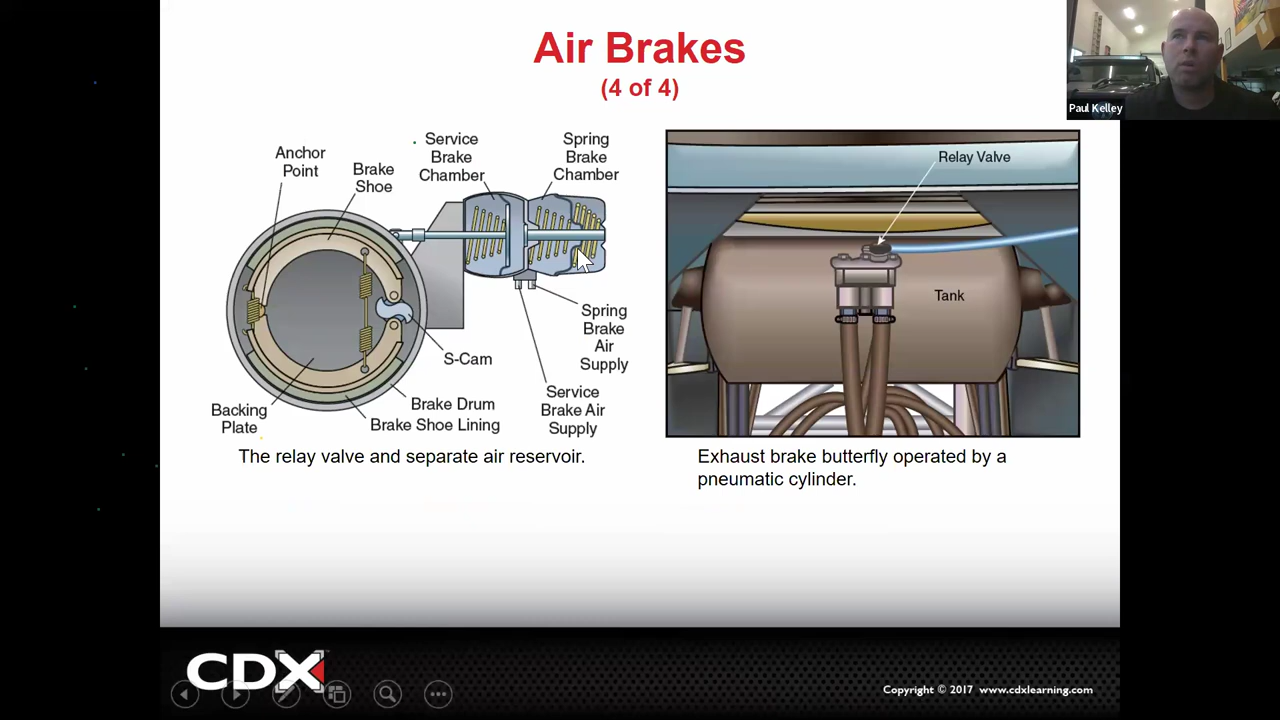 Air Brakes
(4 of 4)
Paul Kelley
Anchor
Point
Brake
Shoe
Service
Brake
Chamber
Spring
Brake
Chamber
Spring
Brake
Air
Supply
S-Cam
Service
Brake Air
Supply
Brake Drum
Brake Shoe Lining
Backing
Plate
Relay Valve
Tank
The relay valve and separate air reservoir.
Exhaust brake butterfly operated by a
pneumatic cylinder.
CDX
Copyright © 2017 www.cdxlearning.com